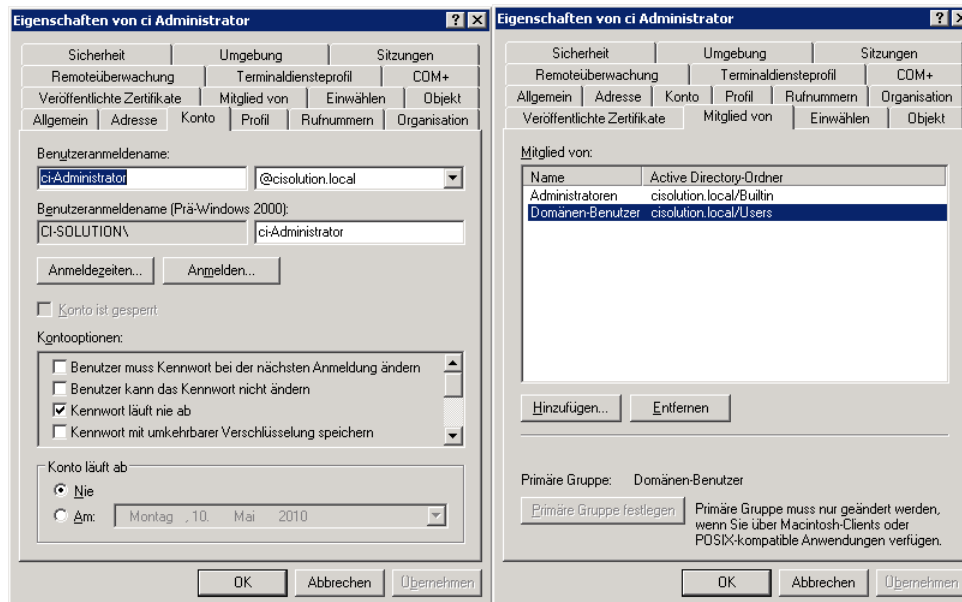 Eigenschaften von ci Administrator
Sicherheit Umgebung Sitzungen
Remoteüberwachung Terminaldiensteprofil COM+
Veröffentlichte Zertifikate Mitglied von Einwählen Objekt
Allgemein Adresse Konto Profil Rufnummern Organisation
Benutzeranmeldename:
ci-Administrator @cisolution.local
Benutzeranmeldename (Prä-Windows 2000):
CI-SOLUTION\ ci-Administrator
Anmeldezeiten... Anmelden...
Konto ist gesperrt
Kontooptionen:
Benutzer muss Kennwort bei der nächsten Anmeldung ändern
Benutzer kann das Kennwort nicht ändern
Kennwort läuft nie ab
Kennwort mit umkehrbarer Verschlüsselung speichern
Konto läuft ab
Nie
Am: Montag , 10. Mai 2010
OK Abbrechen Übernehmen
Eigenschaften von ci Administrator
Sicherheit Umgebung Sitzungen
Remoteüberwachung Terminaldiensteprofil COM+
Allgemein Adresse Konto Profil Rufnummern Organisation
Veröffentlichte Zertifikate Mitglied von Einwählen Objekt
Mitglied von:
Name Active Directory-Ordner
Administratoren cisolution.local/Builtin
Domänen-Benutzer cisolution.local/Users
Hinzufügen... Entfernen
Primäre Gruppe: Domänen-Benutzer
Primäre Gruppe festlegen
Primäre Gruppe muss nur geändert werden,
wenn Sie über Macintosh-Clients oder
POSIX-kompatible Anwendungen verfügen.
OK Abbrechen Übernehmen